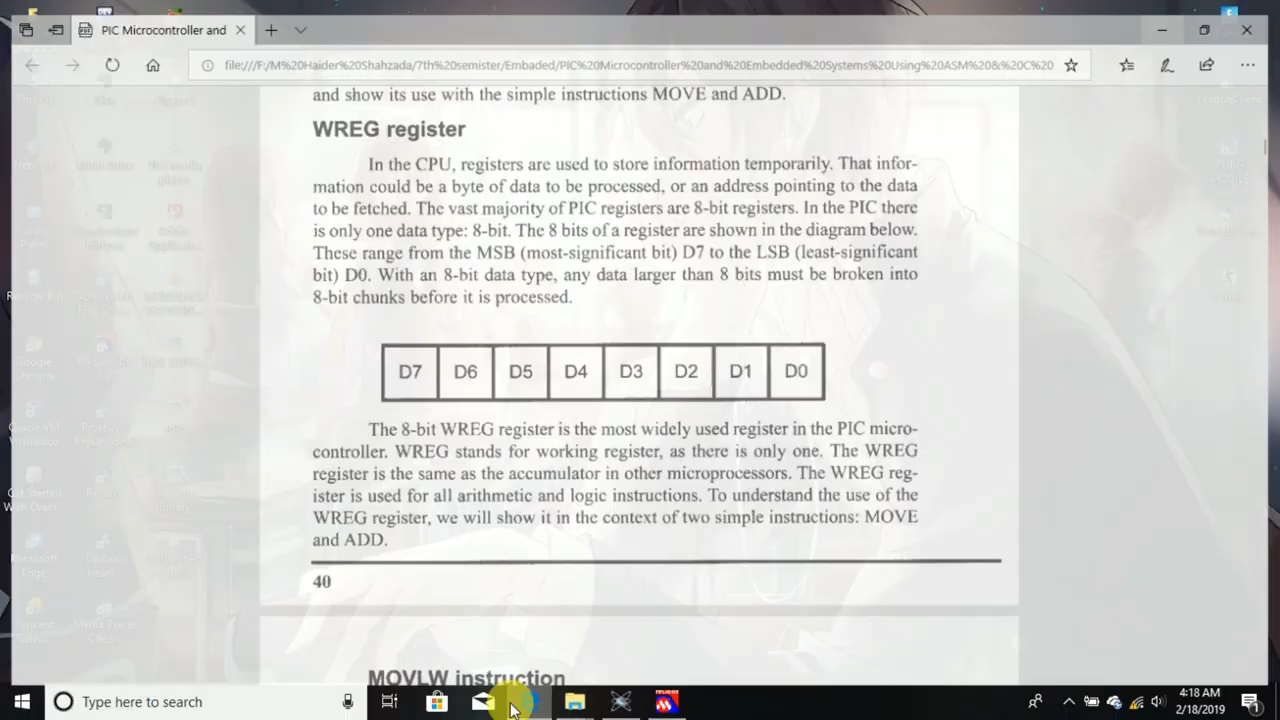 PIC Microcontroller and
file:///F:/M%20Haider%20Shahzada/7th%20semister/Embaded/PIC%20Microcontroller%20and%20Embedded%20Systems%20Using%20ASM%20&%20C%20
and show its use with the simple instructions MOVE and ADD.
WREG register
In the CPU, registers are used to store information temporarily. That infor-
mation could be a byte of data to be processed, or an address pointing to the data
to be fetched. The vast majority of PIC registers are 8-bit registers. In the PIC there
is only one data type: 8-bit. The 8 bits of a register are shown in the diagram below.
These range from the MSB (most-significant bit) D7 to the LSB (least-significant
bit) D0. With an 8-bit data type, any data larger than 8 bits must be broken into
8-bit chunks before it is processed.
D7 D6 D5 D4 D3 D2 D1 D0
The 8-bit WREG register is the most widely used register in the PIC micro-
controller. WREG stands for working register, as there is only one. The WREG
register is the same as the accumulator in other microprocessors. The WREG reg-
ister is used for all arithmetic and logic instructions. To understand the use of the
WREG register, we will show it in the context of two simple instructions: MOVE
and ADD.
40
MOVLW instruction
Google
Chrome
Microsoft
Edge
Type here to search
4:18 AM
2/18/2019